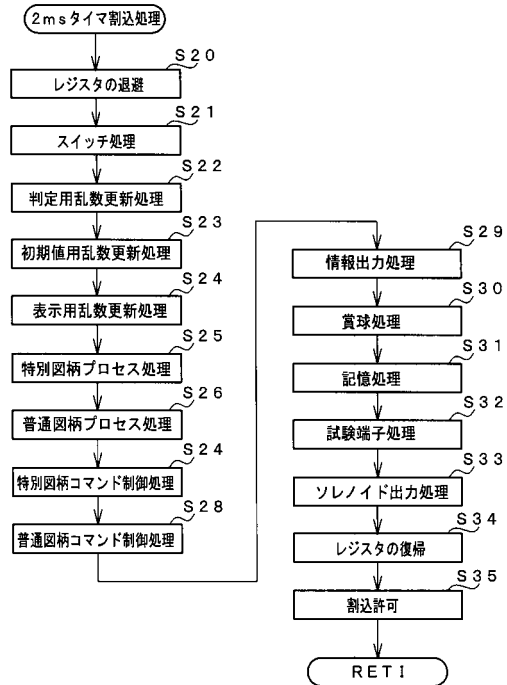 2msタイマ割込処理
S20
レジスタの退避
S21
スイッチ処理
S22
判定用乱数更新処理
S23
初期値用乱数更新処理
S24
表示用乱数更新処理
S25
特別図柄プロセス処理
S26
普通図柄プロセス処理
S24
特別図柄コマンド制御処理
S28
普通図柄コマンド制御処理
S29
情報出力処理
S30
賞球処理
S31
記憶処理
S32
試験端子処理
S33
ソレノイド出力処理
S34
レジスタの復帰
S35
割込許可
RETI